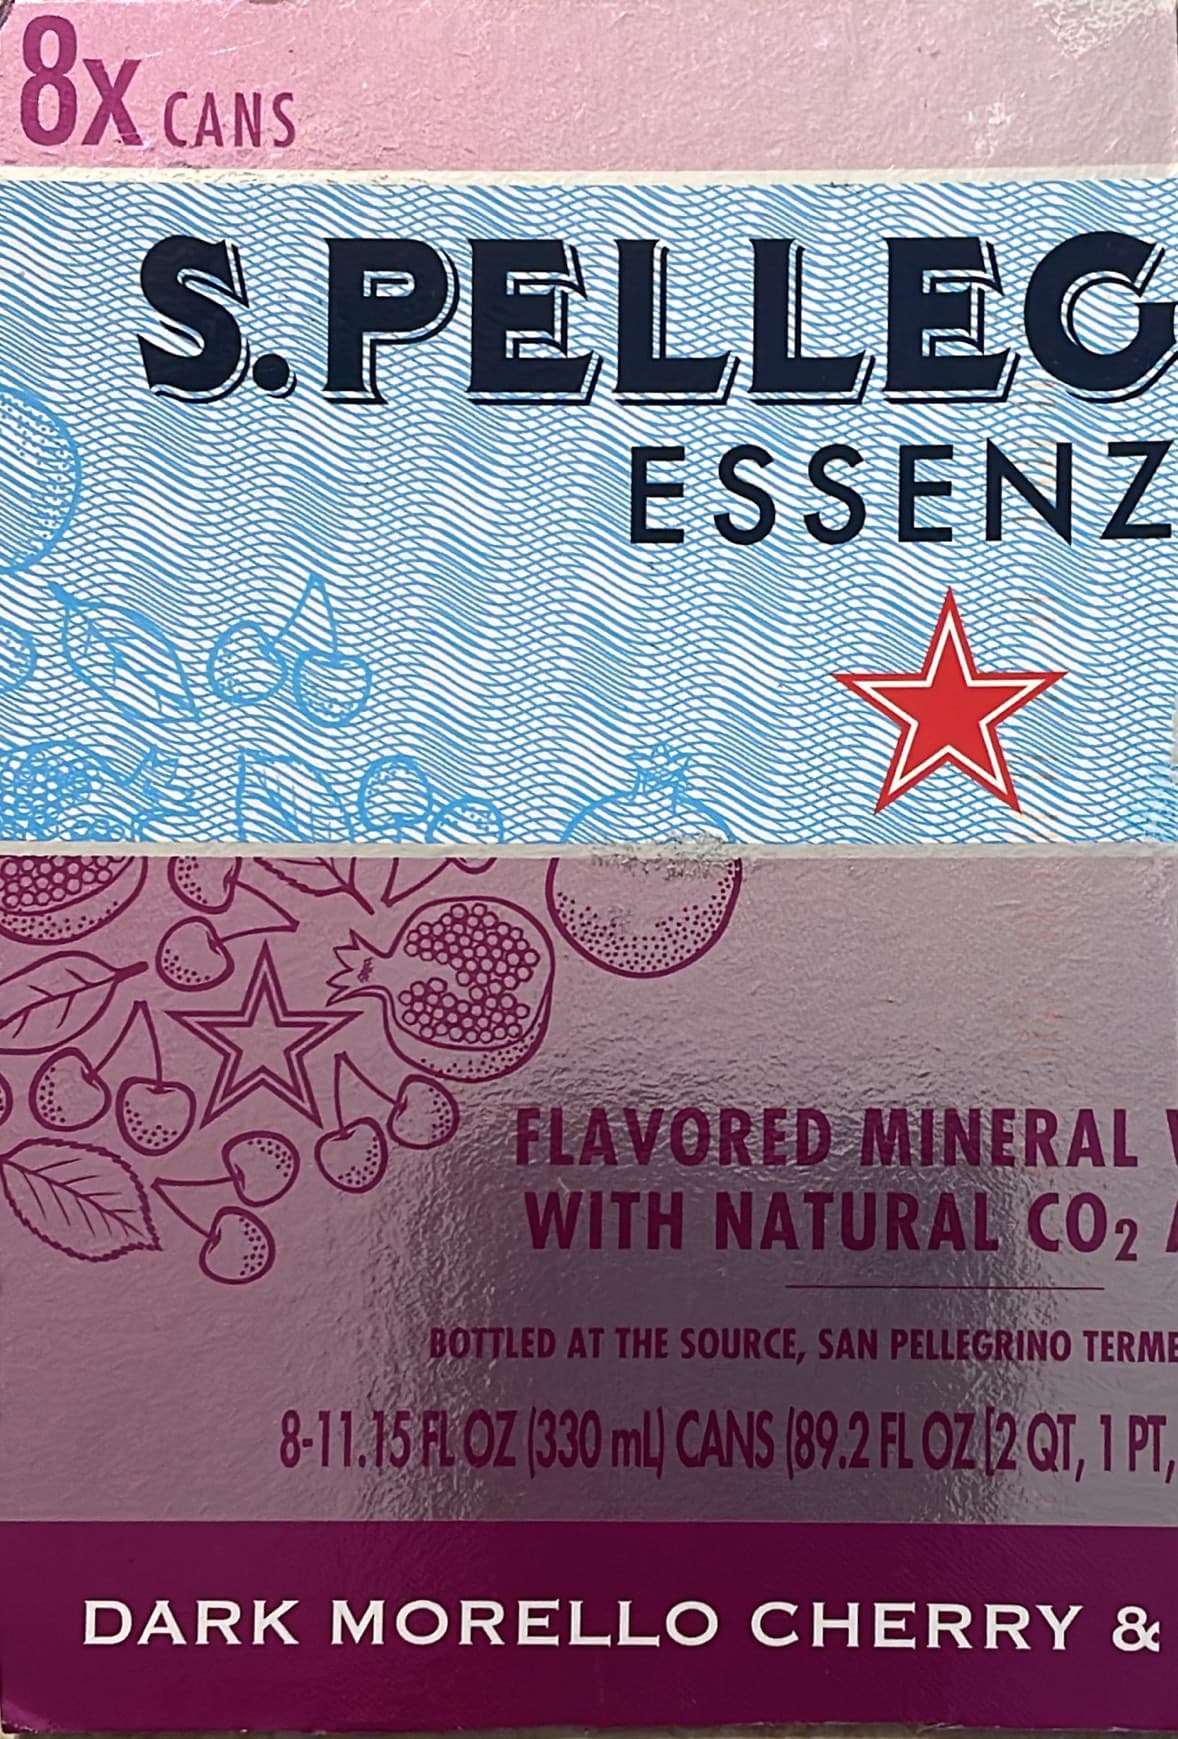 8X CANS
S.PELLEG
ESSENZ
FLAVORED MINERAL
WITH NATURAL CO₂
BOTTLED AT THE SOURCE, SAN PELLEGRINO TERME
8-11.15 FL OZ (330 mL) CANS (89.2 FL OZ [2 QT, 1 PT,
DARK MORELLO CHERRY &